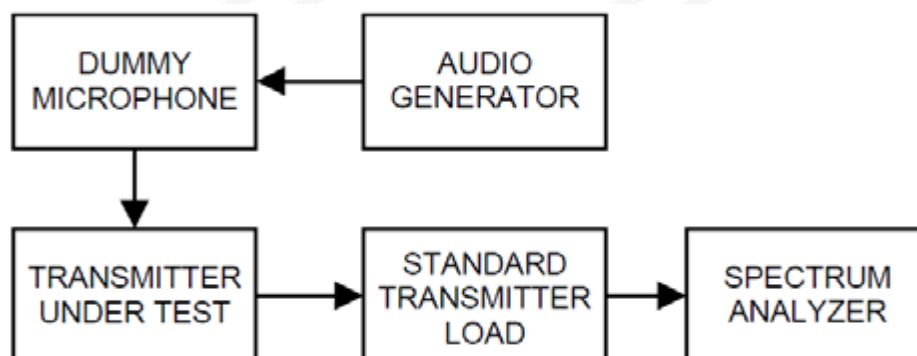 DUMMY
MICROPHONE
AUDIO
GENERATOR
TRANSMITTER
UNDER TEST
STANDARD
TRANSMITTER
LOAD
SPECTRUM
ANALYZER